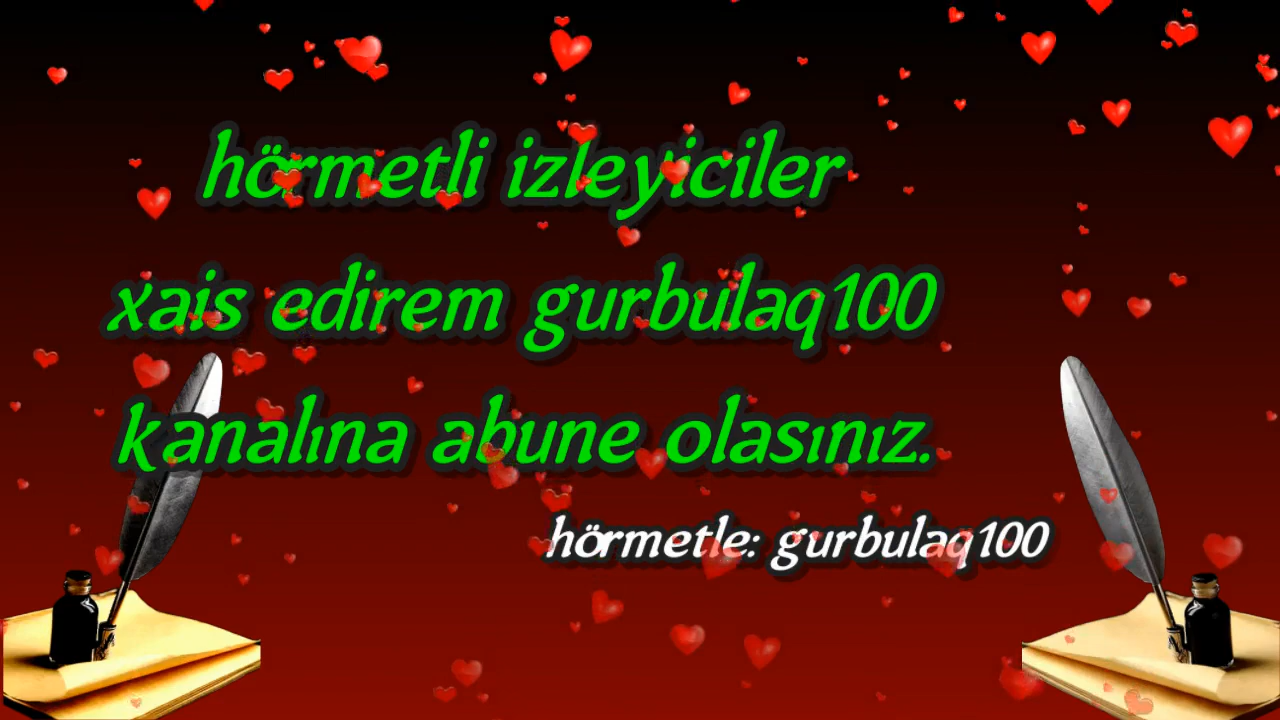 hörmetli izleyiciler
xais edirem gurbulaq100
kanalına abune olasınız.
hörmetle: gurbulaq100